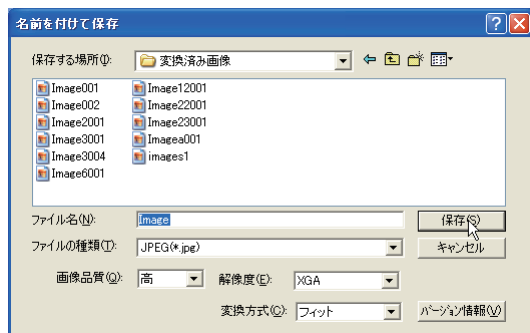 名前を付けて保存
保存する場所(I):
変換済み画像
Image001
Image002
Image2001
Image3001
Image3004
Image6001
Image12001
Image22001
Image23001
Imagea001
images1
ファイル名(N):
Image
保存(S)
ファイルの種類(T):
JPEG(*.jpg)
キャンセル
画像品質(Q):
高
解像度(E):
XGA
変換方式(C):
フィット
バージョン情報(V)